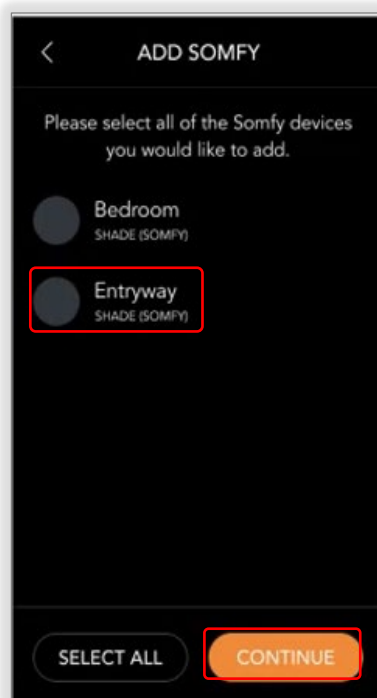 ADD SOMFY
Please select all of the Somfy devices
you would like to add.
Bedroom
SHADE (SOMFY)
Entryway
SHADE (SOMFY)
SELECT ALL
CONTINUE